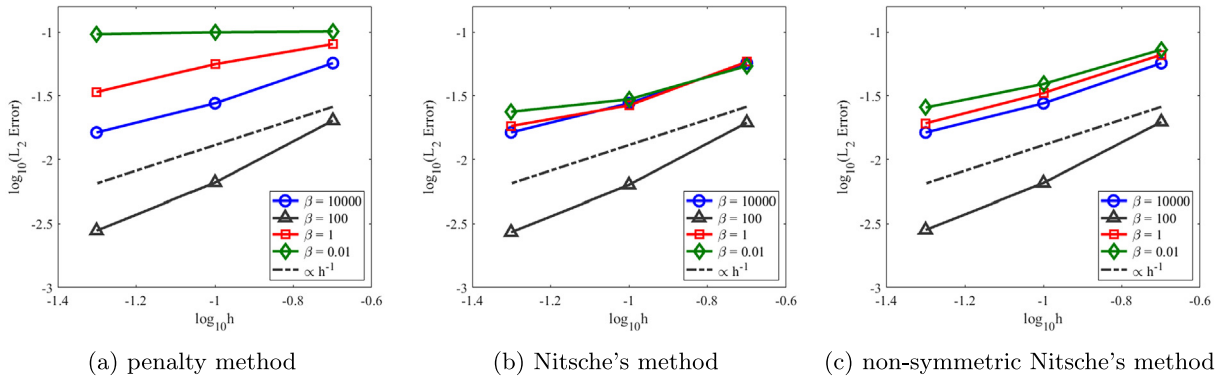 log₁₀(L₂ Error)
-1
-1.5
-2
-2.5
-3
-1.4
-1.2
-1
-0.8
-0.6
log₁₀h
β = 10000
β = 100
β = 1
β = 0.01
∝ h⁻¹
(a) penalty method
log₁₀(L₂ Error)
-1
-1.5
-2
-2.5
-3
-1.4
-1.2
-1
-0.8
-0.6
log₁₀h
β = 10000
β = 100
β = 1
β = 0.01
∝ h⁻¹
(b) Nitsche's method
log₁₀(L₂ Error)
-1
-1.5
-2
-2.5
-3
-1.4
-1.2
-1
-0.8
-0.6
log₁₀h
β = 10000
β = 100
β = 1
β = 0.01
∝ h⁻¹
(c) non-symmetric Nitsche's method